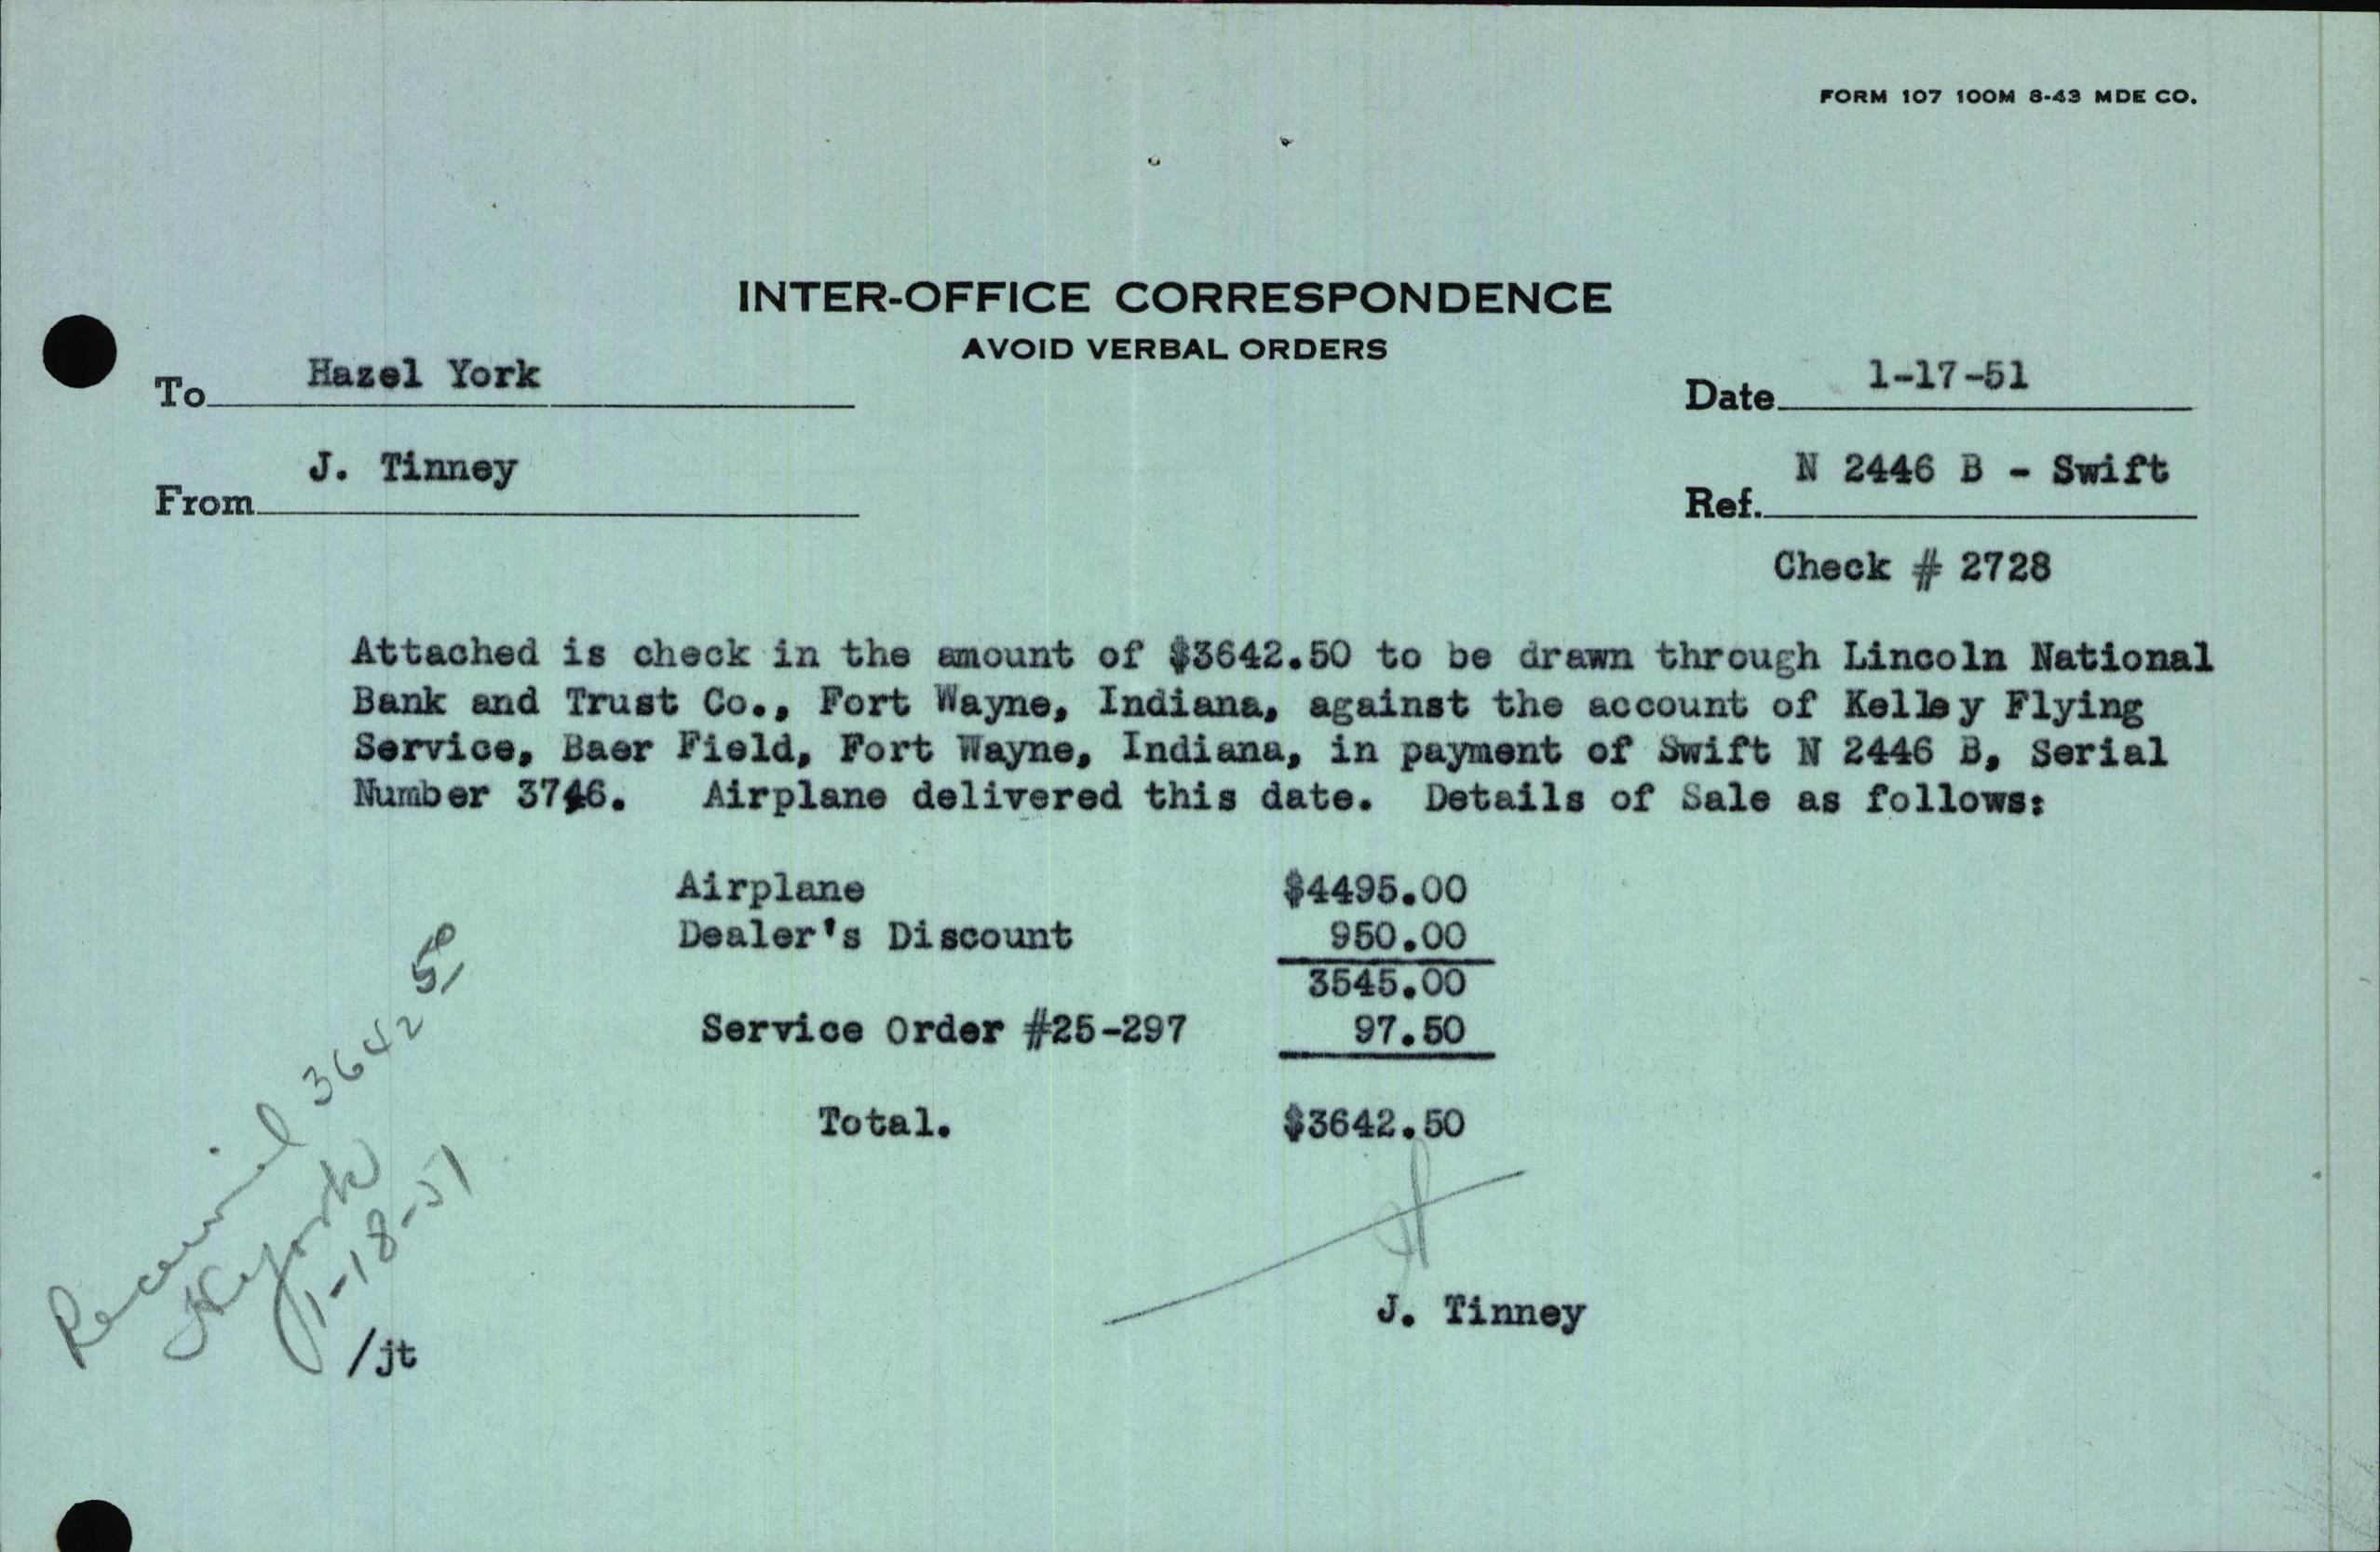 FORM 107 100M 8-43 MDE CO.
INTER-OFFICE CORRESPONDENCE
AVOID VERBAL ORDERS
To Hazel York
Date 1-17-51
From J. Tinney
Ref. N 2446 B - Swift
Check # 2728
Attached is check in the amount of $3642.50 to be drawn through Lincoln National
Bank and Trust Co., Fort Wayne, Indiana, against the account of Kelley Flying
Service, Baer Field, Fort Wayne, Indiana, in payment of Swift N 2446 B, Serial
Number 3746. Airplane delivered this date. Details of Sale as follows:
Airplane $4495.00
Dealer's Discount 950.00
3545.00
Service Order #25-297 97.50
Total. $3642.50
J. Tinney
Received 3642 50
H York
1-18-51
/jt